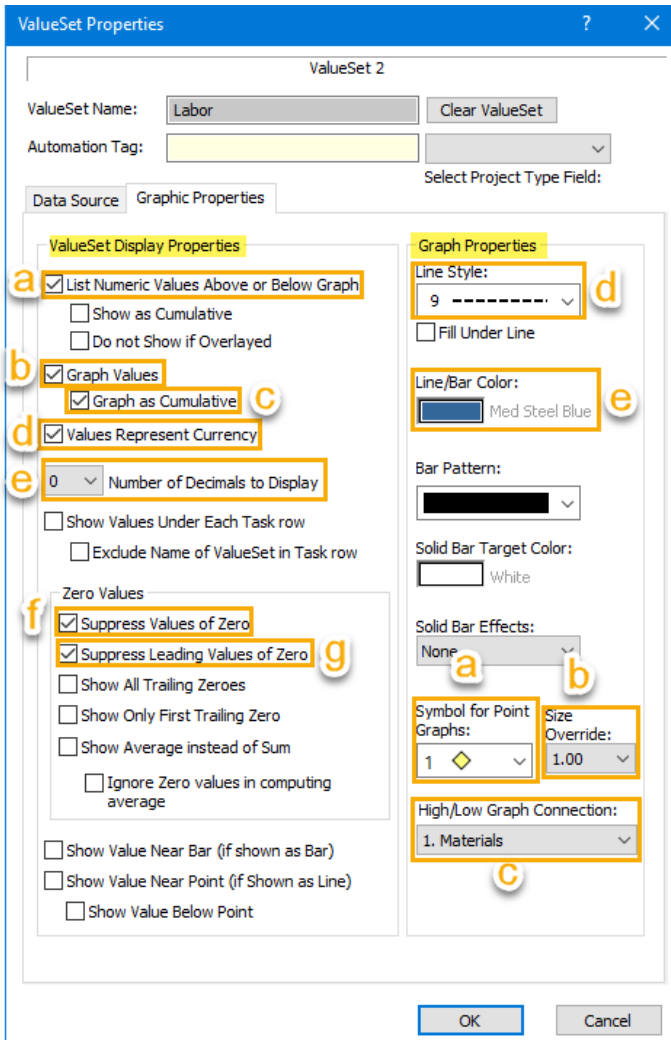 ValueSet Properties ?
ValueSet 2
ValueSet Name: Labor Clear ValueSet
Automation Tag:
Select Project Type Field:
Data Source Graphic Properties
ValueSet Display Properties
a List Numeric Values Above or Below Graph
Show as Cumulative
Do not Show if Overlayed
b Graph Values
Graph as Cumulative c
d Values Represent Currency
e 0 Number of Decimals to Display
Show Values Under Each Task row
Exclude Name of ValueSet in Task row
Zero Values
f Suppress Values of Zero
Suppress Leading Values of Zero g
Show All Trailing Zeroes
Show Only First Trailing Zero
Show Average instead of Sum
Ignore Zero values in computing
average
Show Value Near Bar (if shown as Bar)
Show Value Near Point (if Shown as Line)
Show Value Below Point
Graph Properties
Line Style:
9 d
Fill Under Line
Line/Bar Color:
Med Steel Blue e
Bar Pattern:
Solid Bar Target Color:
White
Solid Bar Effects:
None
a b
Symbol for Point
Graphs:
1
Size
Override:
1.00
High/Low Graph Connection:
1. Materials
c
OK Cancel